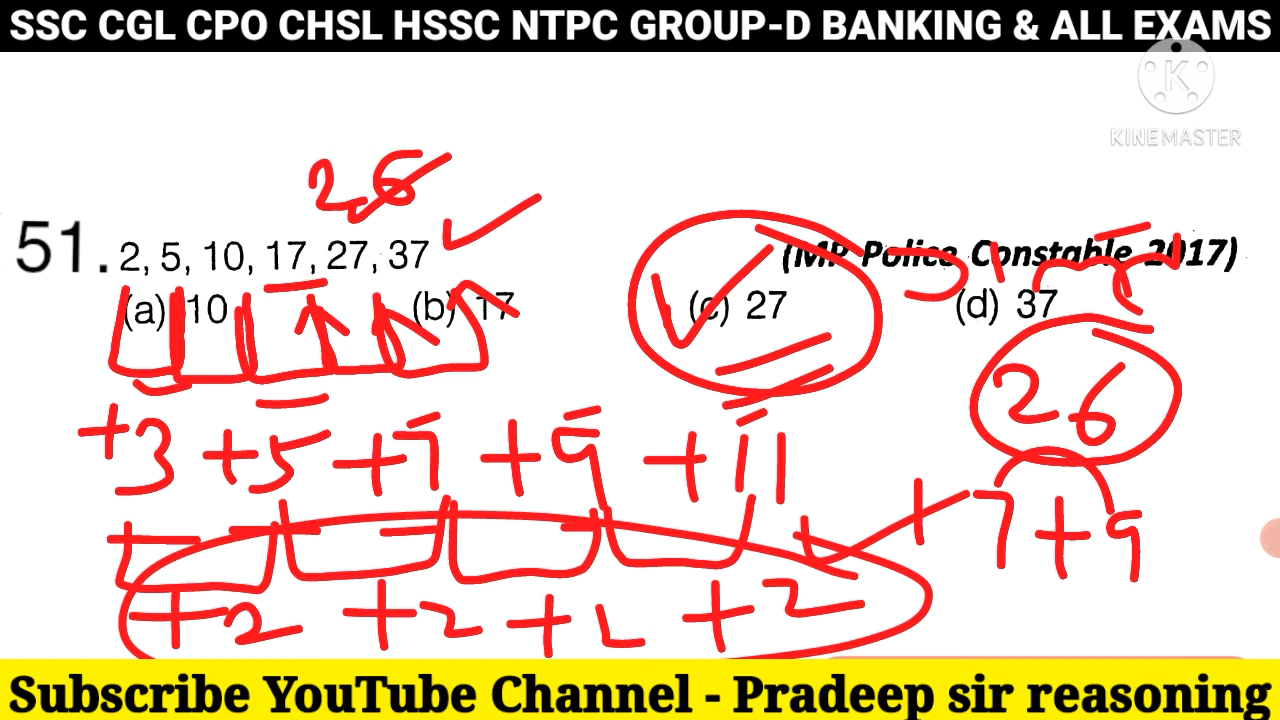 SSC CGL CPO CHSL HSSC NTPC GROUP-D BANKING & ALL EXAMS
K
KINEMASTER
26
51. 2, 5, 10, 17, 27, 37 (MP Police Constable 2017)
(a) 10 (b) 17 (c) 27 (d) 37
26
+3 +5 +7 +9 +11
+7+9
+2 +2 +2 +2
Subscribe YouTube Channel - Pradeep sir reasoning